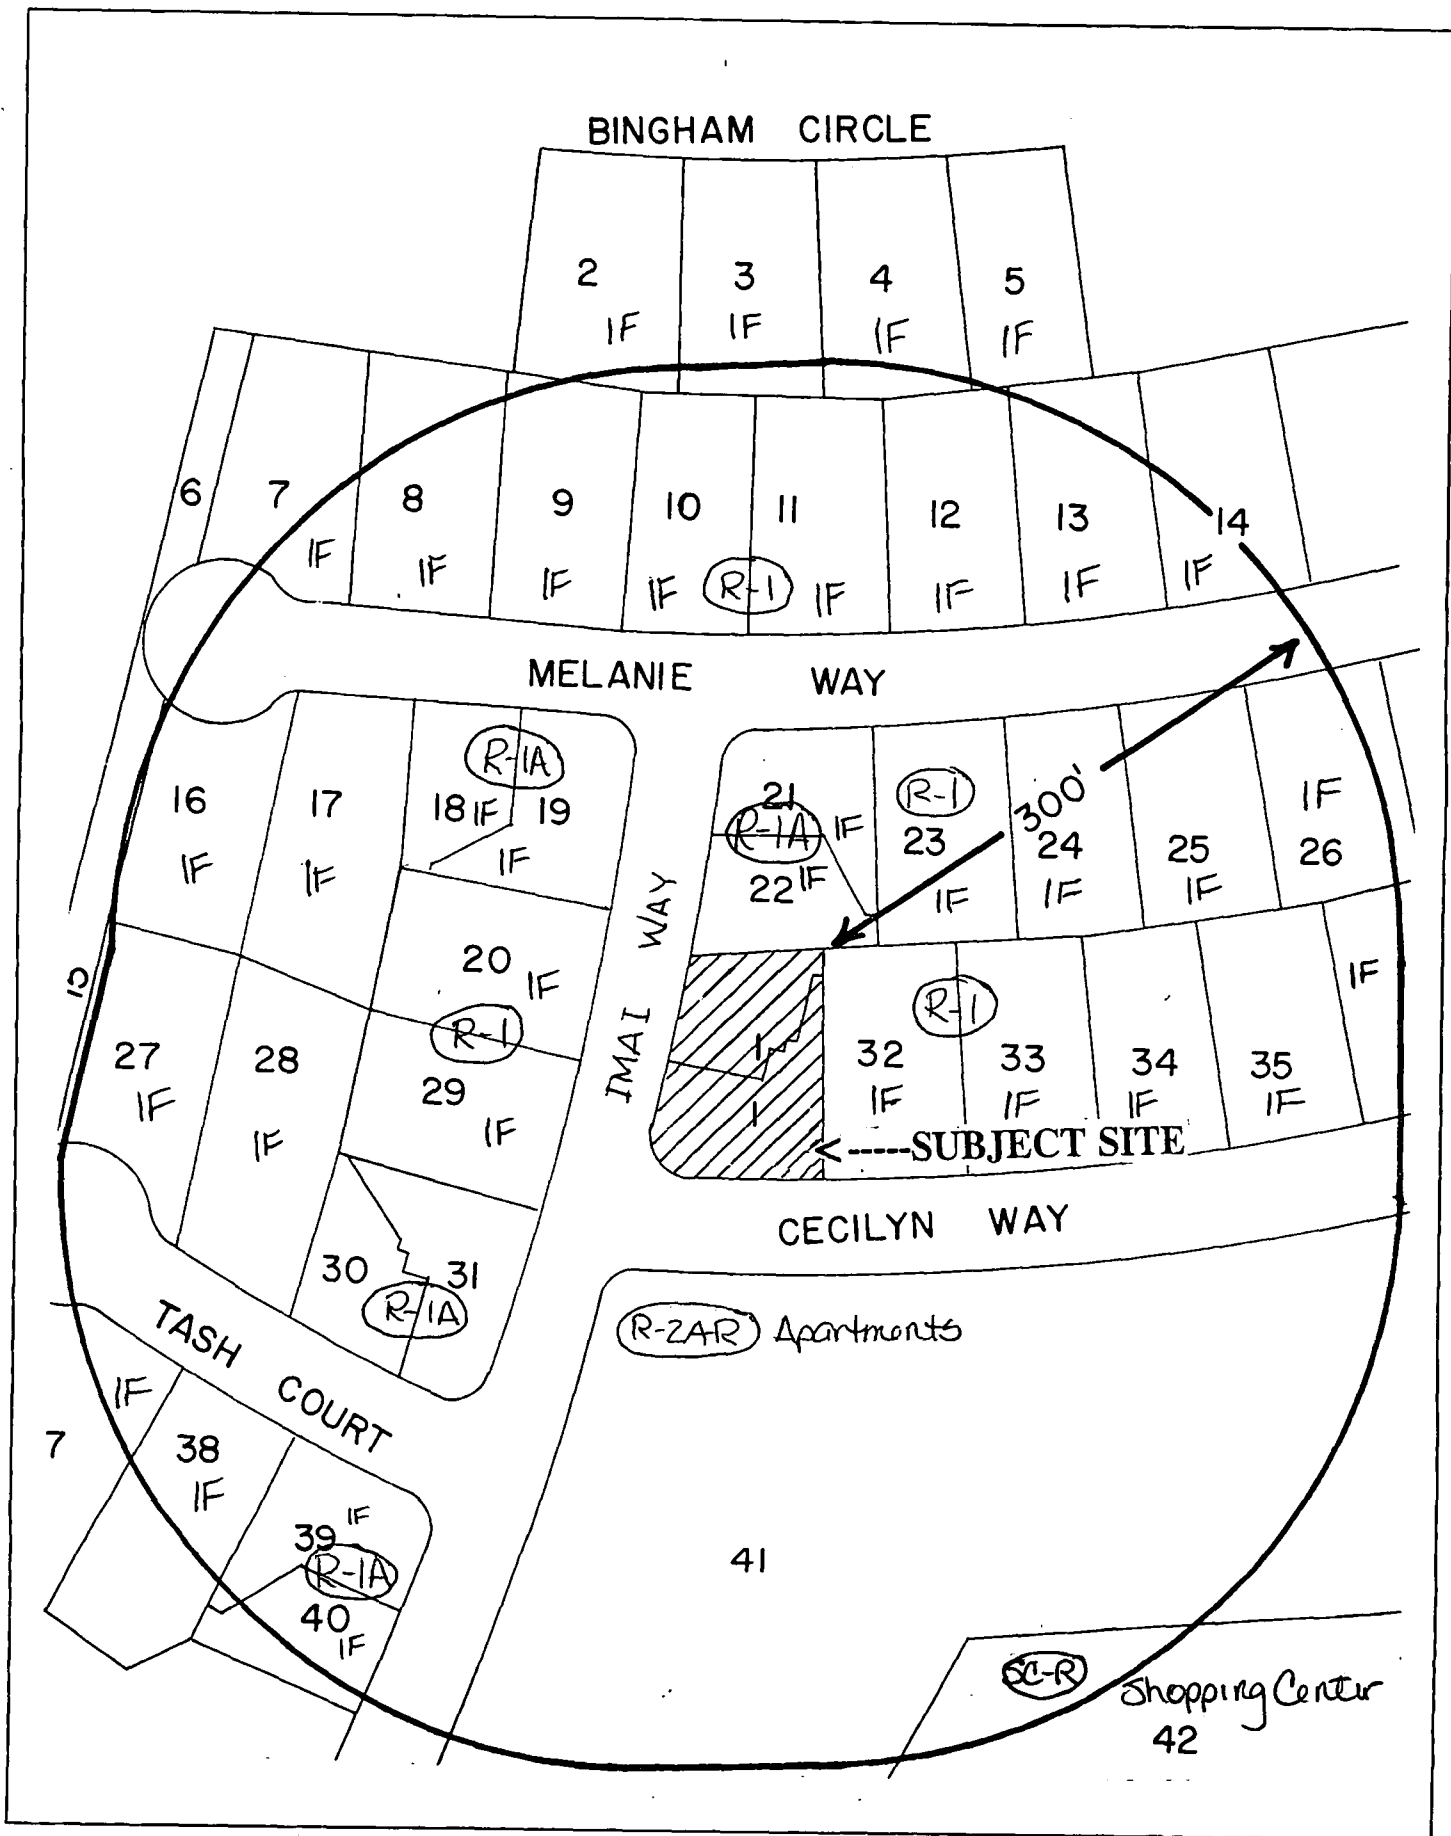 BINGHAM CIRCLE
2 3 4 5
1F 1F 1F 1F
6 7 8 9 10 11 12 13 14
1F 1F 1F 1F R-1 1F 1F 1F 1F
MELANIE WAY
R-1A
16 17 18 1F 19
1F 1F 1F
21 1F R-1 300' 1F
R-1A 23 24 25 26
22 1F 1F 1F 1F
IMAI WAY
20 1F
R-1
15
R-1 1F
27 28 29
1F 1F 1F
1
1
32 33 34 35
1F 1F 1F 1F
<-----SUBJECT SITE
CECILYN WAY
30 31
R-1A
R-2AR Apartments
TASH COURT
1F
7 38
1F
39 1F
R-1A
40
1F
41
SC-R Shopping Center
42